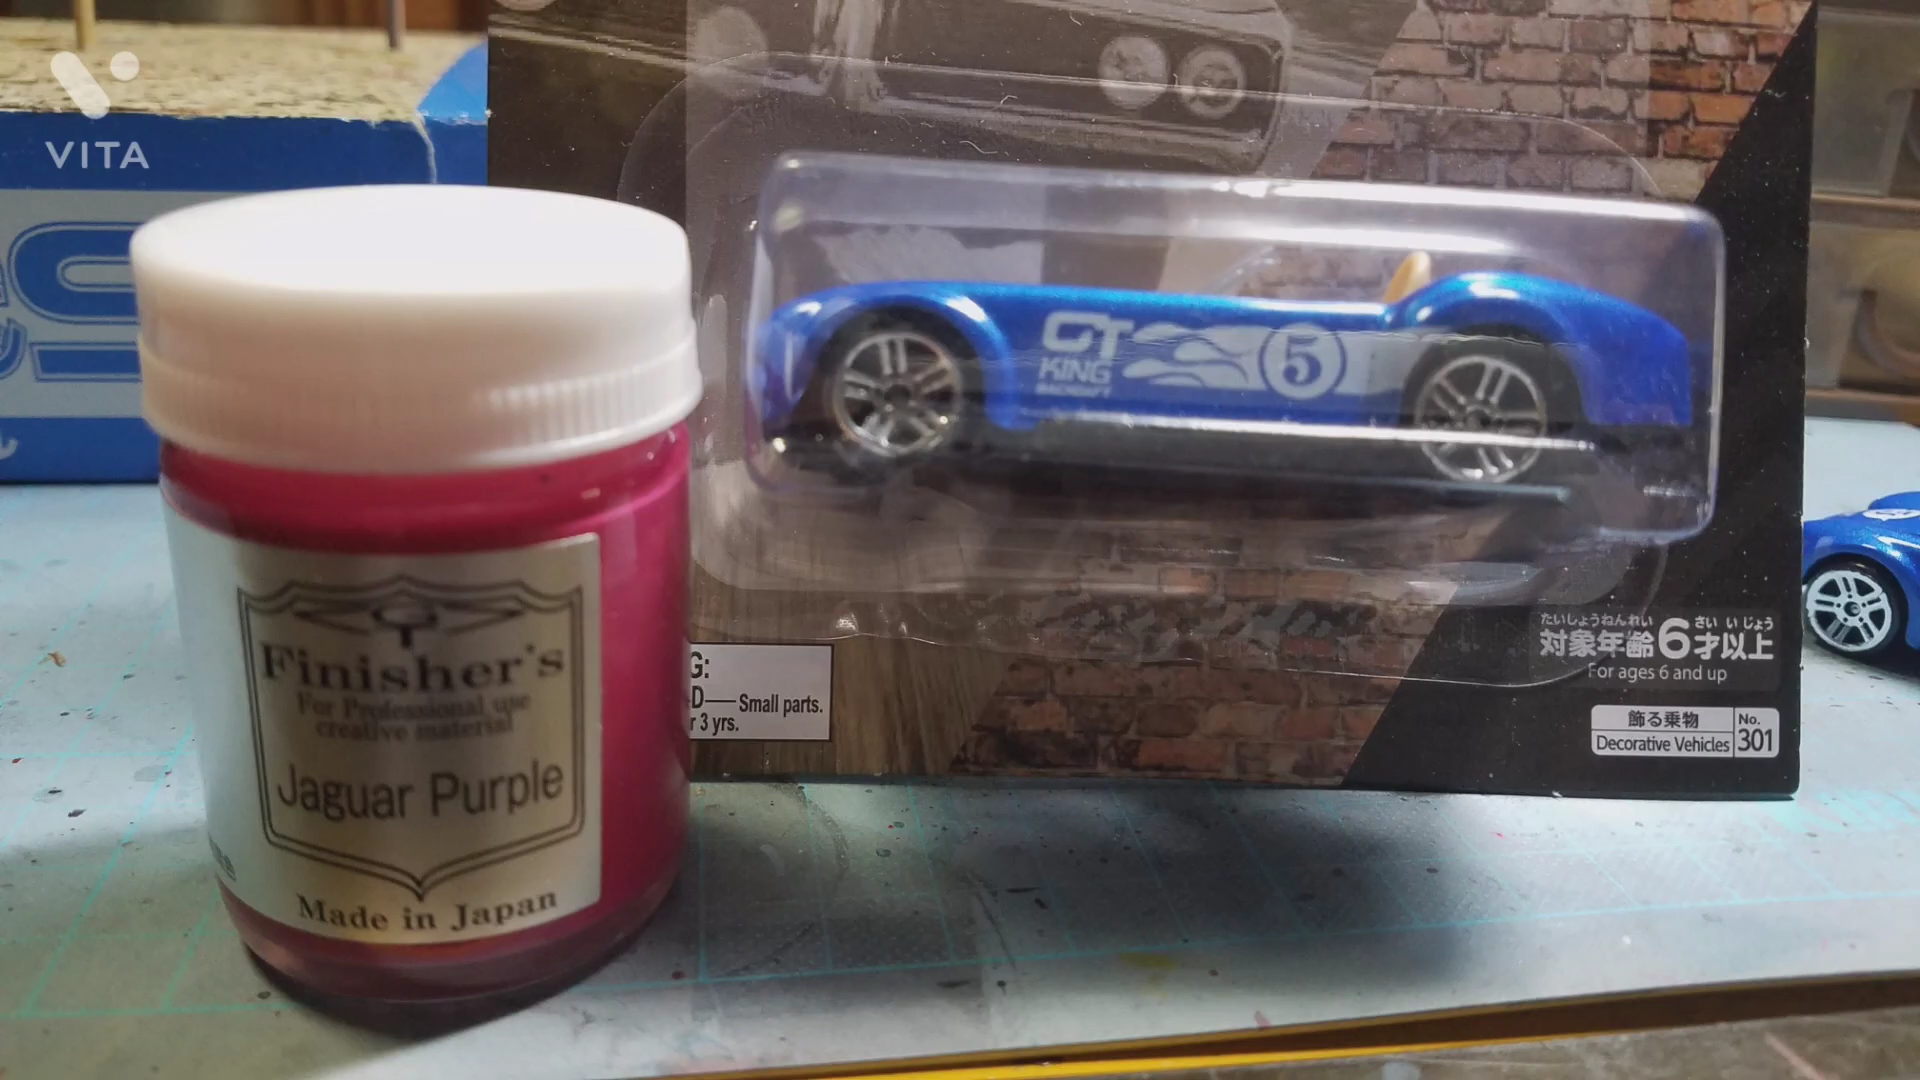 VITA
Finisher's
For Professional use
creative material
Jaguar Purple
Made in Japan
GT
KING
5
G:
D— Small parts.
r 3 yrs.
たいしょうねんれい さい いじょう
対象年齢6才以上
For ages 6 and up
飾る乗物
Decorative Vehicles
No.
301